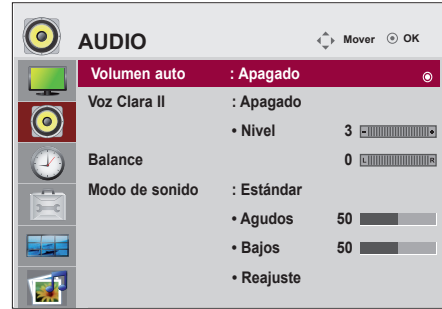 AUDIO Mover OK
Volumen auto : Apagado
Voz Clara II : Apagado
• Nivel 3 - +
Balance 0 L R
Modo de sonido : Estándar
• Agudos 50
• Bajos 50
• Reajuste